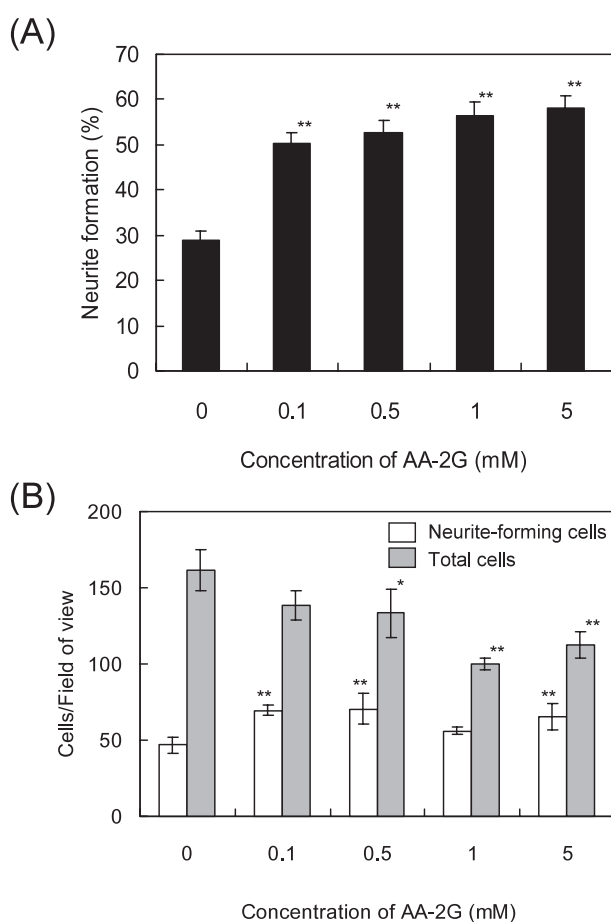 (A)
70
60
50
40
30
20
10
0
Neurite formation (%)
**
**
**
**
0 0.1 0.5 1 5
Concentration of AA-2G (mM)
(B)
200
150
100
50
0
Cells/Field of view
Neurite-forming cells
Total cells
*
**
**
**
**
**
0 0.1 0.5 1 5
Concentration of AA-2G (mM)